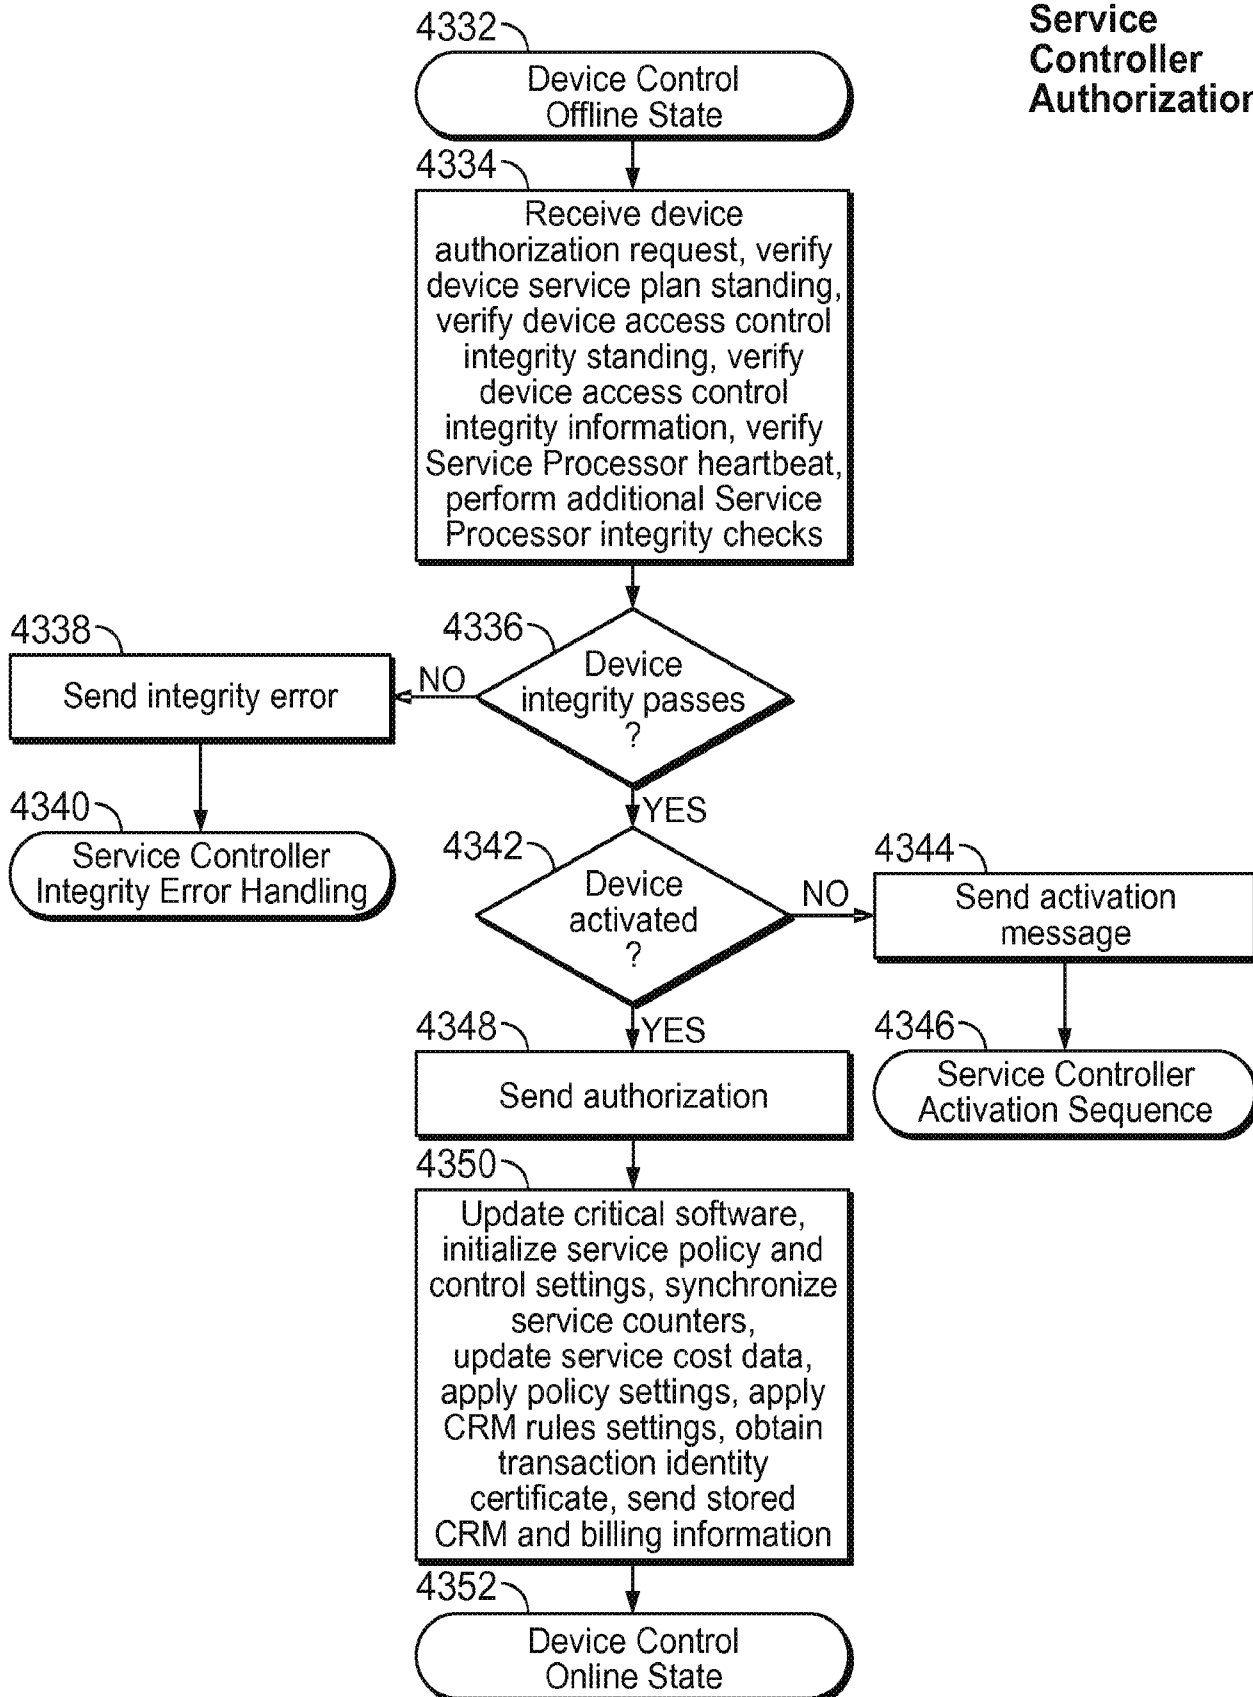 Service
Controller
Authorization
4332
Device Control
Offline State
4334
Receive device
authorization request, verify
device service plan standing,
verify device access control
integrity standing, verify
device access control
integrity information, verify
Service Processor heartbeat,
perform additional Service
Processor integrity checks
4336
Device
integrity passes
?
NO
4338
Send integrity error
4340
Service Controller
Integrity Error Handling
YES
4342
Device
activated
?
NO
4344
Send activation
message
4346
Service Controller
Activation Sequence
YES
4348
Send authorization
4350
Update critical software,
initialize service policy and
control settings, synchronize
service counters,
update service cost data,
apply policy settings, apply
CRM rules settings, obtain
transaction identity
certificate, send stored
CRM and billing information
4352
Device Control
Online State